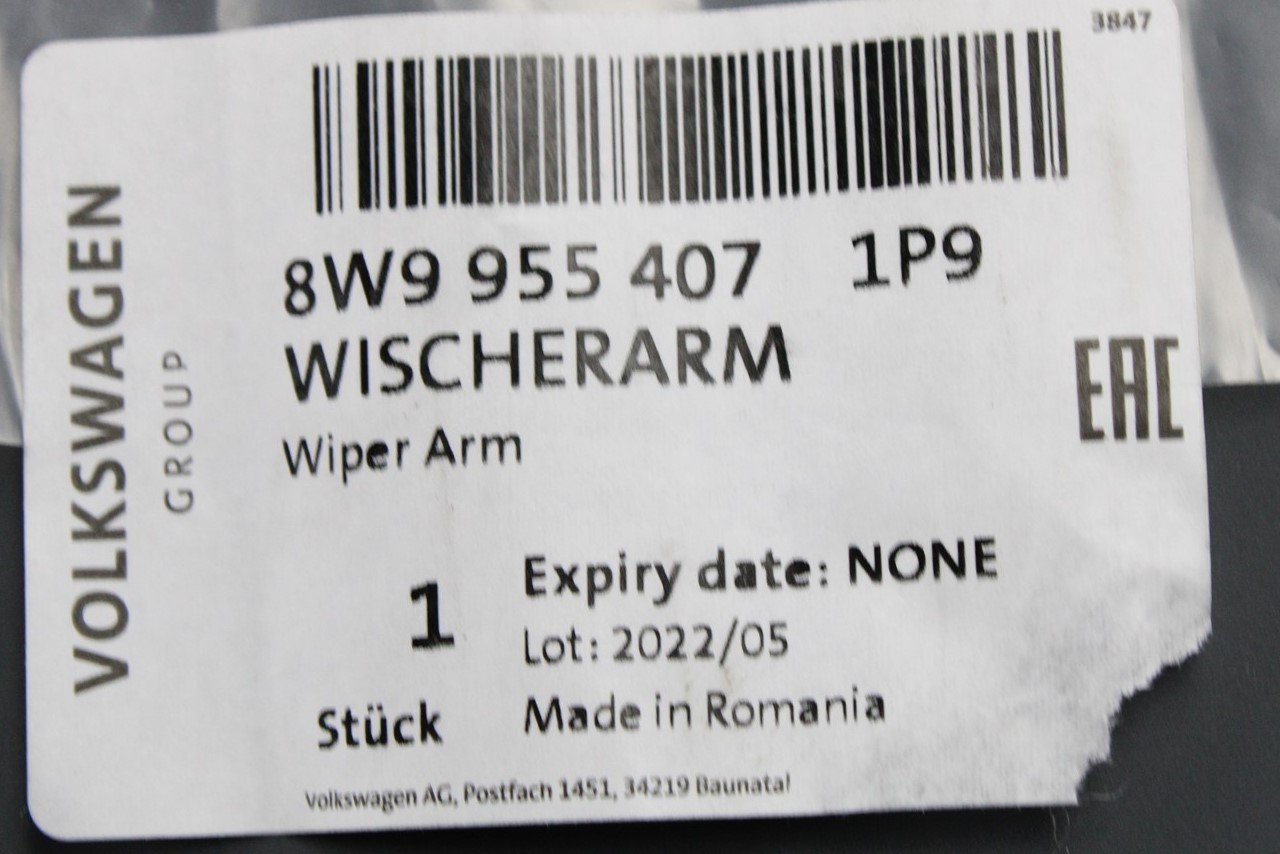 3847
8W9 955 407 1P9
WISCHERARM
Wiper Arm
EAC
VOLKSWAGEN
GROUP
1
Stück
Expiry date: NONE
Lot: 2022/05
Made in Romania
Volkswagen AG, Postfach 1451, 34219 Baunatal